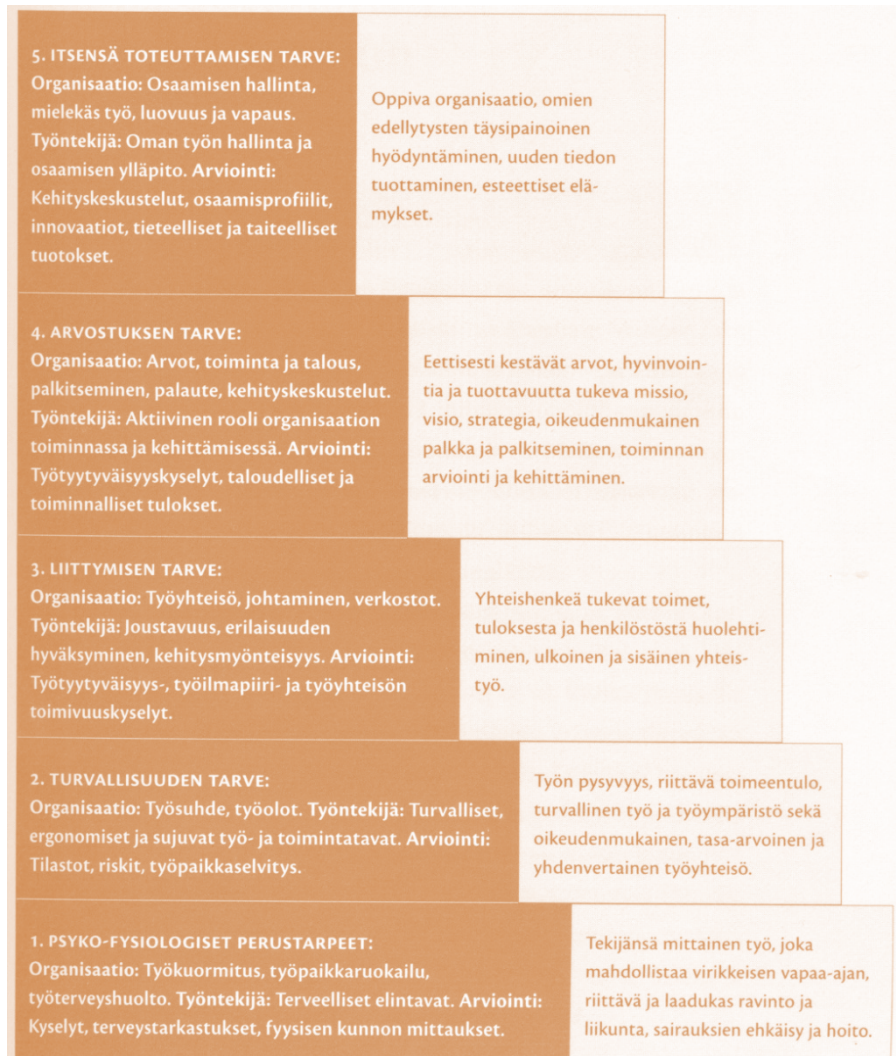 5. ITSENSÄ TOTEUTTAMISEN TARVE:
Organisaatio: Osaamisen hallinta,
mielekäs työ, luovuus ja vapaus.
Työntekijä: Oman työn hallinta ja
osaamisen ylläpito. Arviointi:
Kehityskeskustelut, osaamisprofiilit,
innovaatiot, tieteelliset ja taiteelliset
tuotokset.
Oppiva organisaatio, omien
edellytysten täysipainoinen
hyödyntäminen, uuden tiedon
tuottaminen, esteettiset elä-
mykset.
4. ARVOSTUKSEN TARVE:
Organisaatio: Arvot, toiminta ja talous,
palkitseminen, palaute, kehityskeskustelut.
Työntekijä: Aktiivinen rooli organisaation
toiminnassa ja kehittämisessä. Arviointi:
Työtyytyväisyyskyselyt, taloudelliset ja
toiminnalliset tulokset.
Eettisesti kestävät arvot, hyvinvoin-
tia ja tuottavuutta tukeva missio,
visio, strategia, oikeudenmukainen
palkka ja palkitseminen, toiminnan
arviointi ja kehittäminen.
3. LIITTYMISEN TARVE:
Organisaatio: Työyhteisö, johtaminen, verkostot.
Työntekijä: Joustavuus, erilaisuuden
hyväksyminen, kehitysmyönteisyys. Arviointi:
Työtyytyväisyys-, työilmapiiri- ja työyhteisön
toimivuuskyselyt.
Yhteishenkeä tukevat toimet,
tuloksesta ja henkilöstöstä huolehti-
minen, ulkoinen ja sisäinen yhteis-
työ.
2. TURVALLISUUDEN TARVE:
Organisaatio: Työsuhde, työolot. Työntekijä: Turvalliset,
ergonomiset ja sujuvat työ- ja toimintatavat. Arviointi:
Tilastot, riskit, työpaikkaselvitys.
Työn pysyvyys, riittävä toimeentulo,
turvallinen työ ja työympäristö sekä
oikeudenmukainen, tasa-arvoinen ja
yhdenvertainen työyhteisö.
1. PSYKO-FYSIOLOGISET PERUSTARPEET:
Organisaatio: Työkuormitus, työpaikkaruokailu,
työterveyshuolto. Työntekijä: Terveelliset elintavat. Arviointi:
Kyselyt, terveystarkastukset, fyysisen kunnon mittaukset.
Tekijänsä mittainen työ, joka
mahdollistaa virikkeisen vapaa-ajan,
riittävä ja laadukas ravinto ja
liikunta, sairauksien ehkäisy ja hoito.